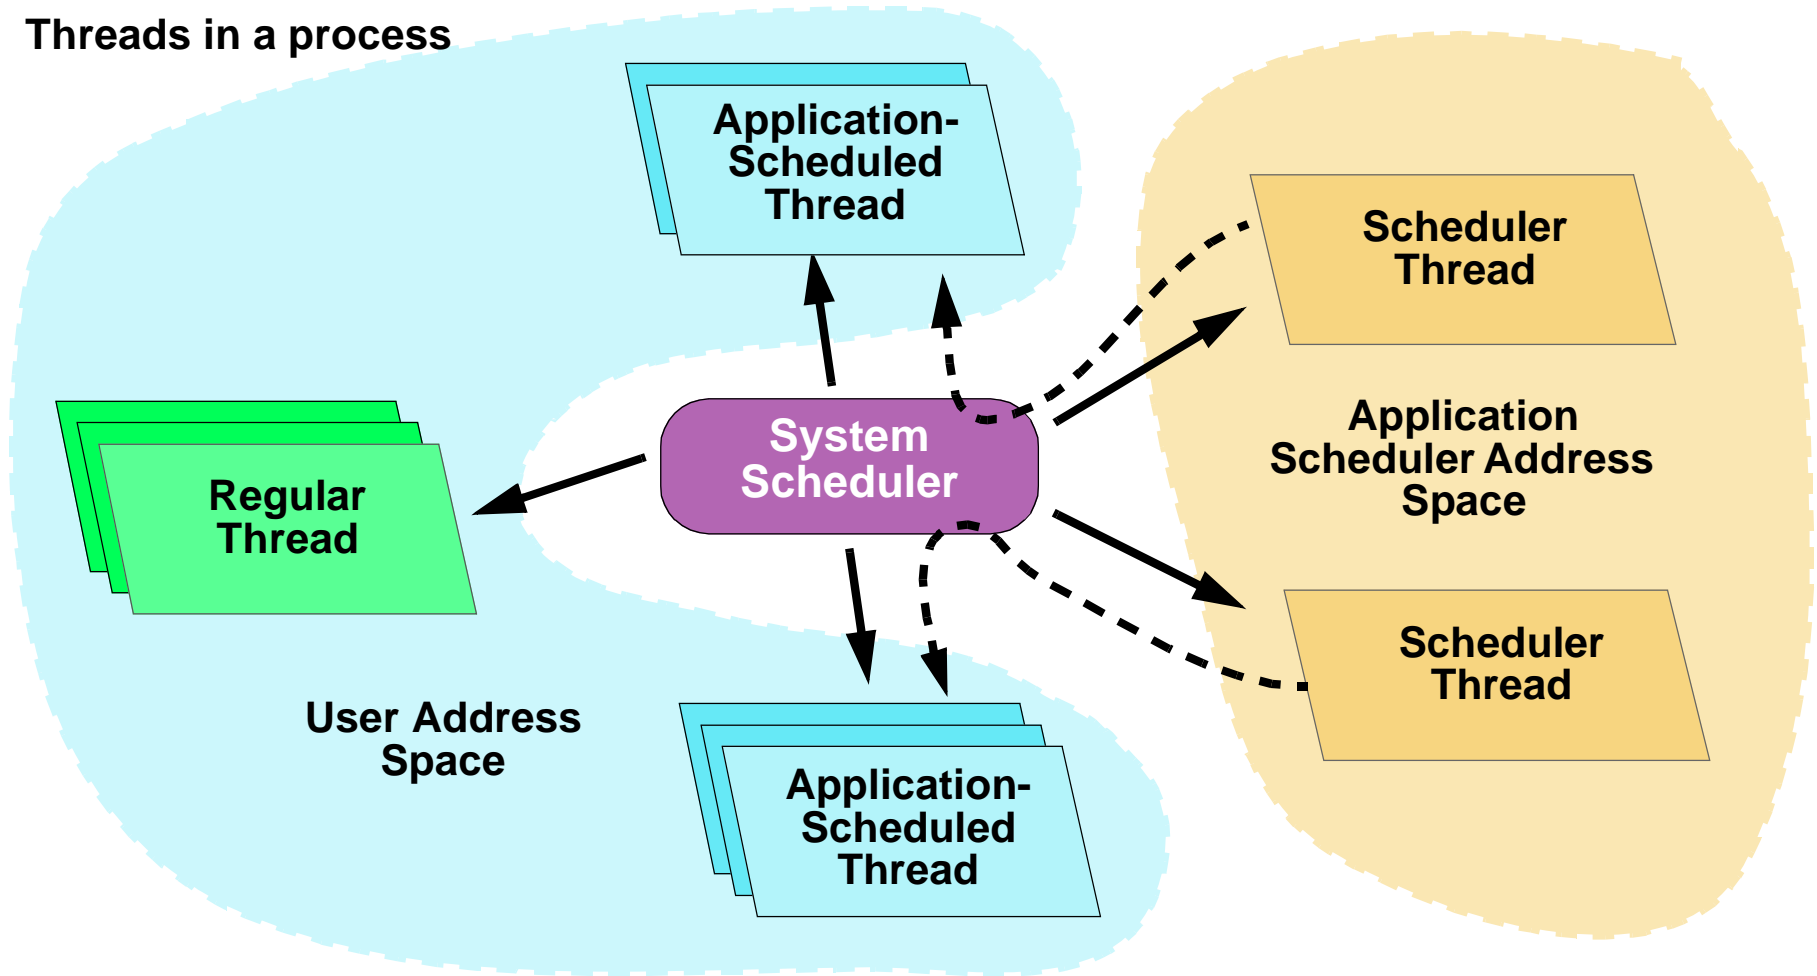 Threads in a process
Application-
Scheduled
Thread
Scheduler
Thread
System
Scheduler
Application
Scheduler Address
Space
Regular
Thread
Scheduler
Thread
User Address
Space
Application-
Scheduled
Thread